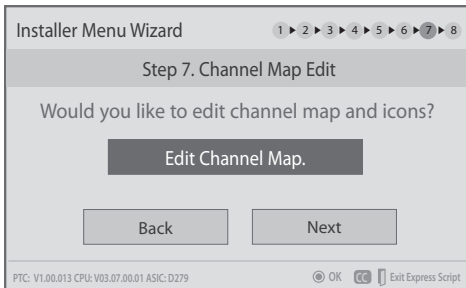 Installer Menu Wizard 1 ▶ 2 ▶ 3 ▶ 4 ▶ 5 ▶ 6 ▶ 7 ▶ 8
Step 7. Channel Map Edit
Would you like to edit channel map and icons?
Edit Channel Map.
Back Next
PTC: V1.00.013 CPU: V03.07.00.01 ASIC: D279 OK CC Exit Express Script